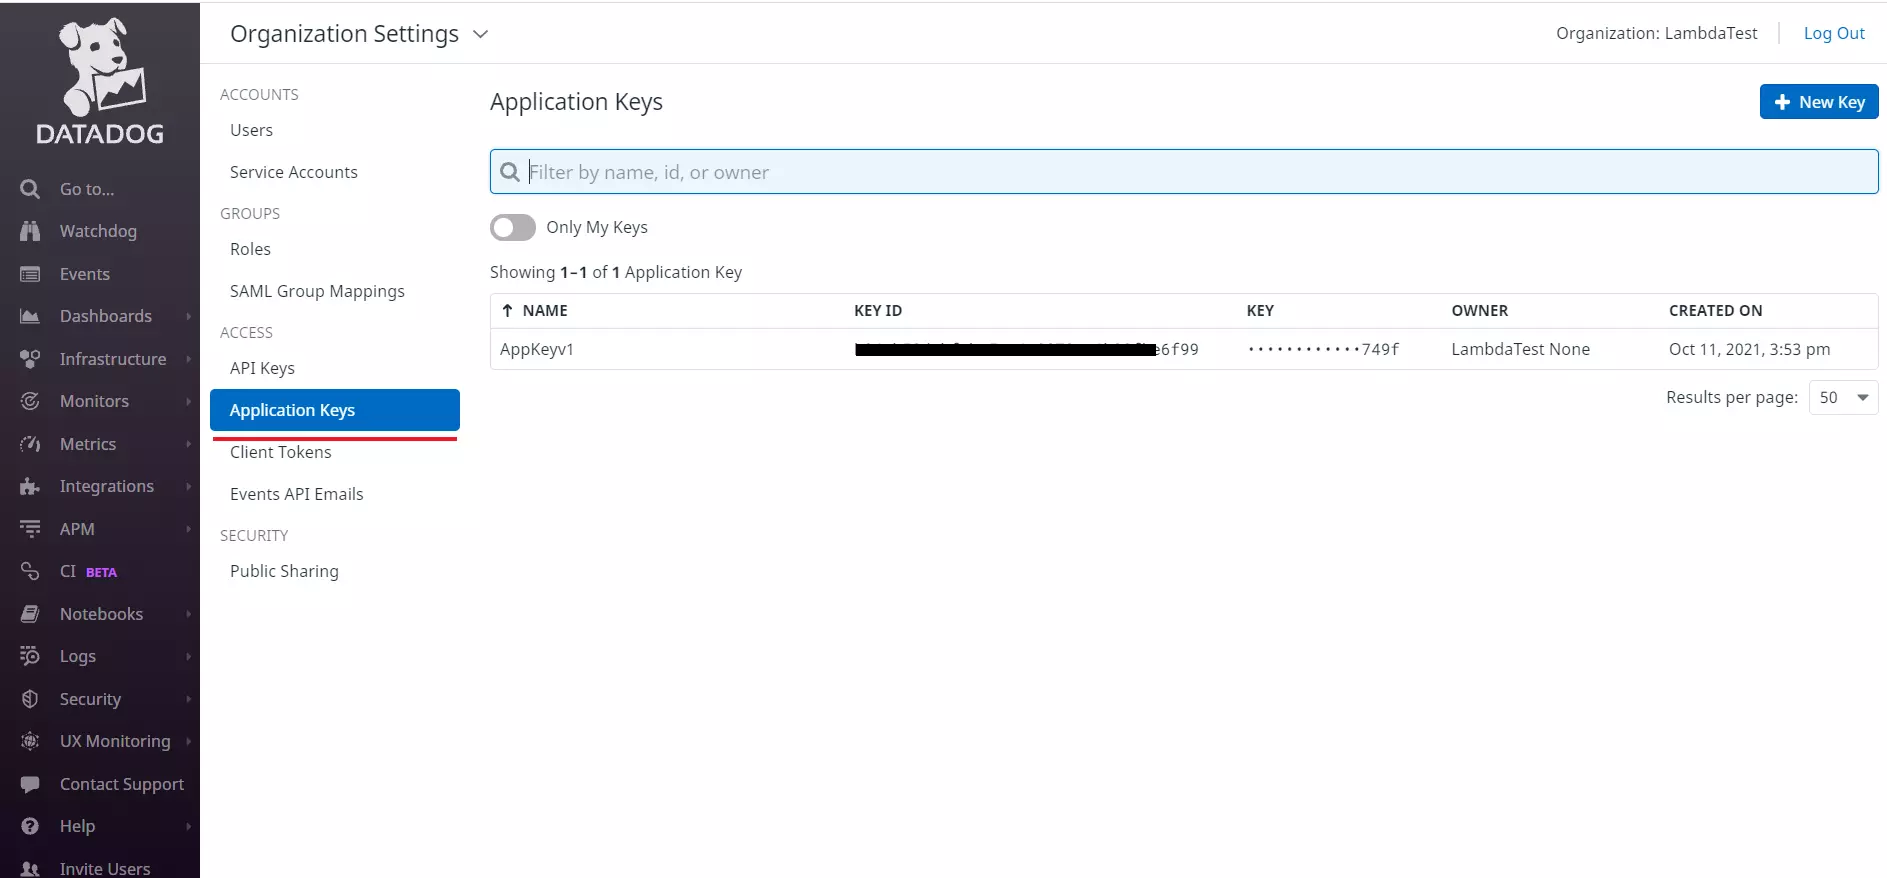 DATADOG
Go to...
Watchdog
Events
Dashboards
Infrastructure
Monitors
Metrics
Integrations
APM
CI BETA
Notebooks
Logs
Security
UX Monitoring
Contact Support
Help
Invite Users
Organization Settings
Organization: LambdaTest
Log Out
ACCOUNTS
Users
Service Accounts
GROUPS
Roles
SAML Group Mappings
ACCESS
API Keys
Application Keys
Client Tokens
Events API Emails
SECURITY
Public Sharing
Application Keys
+ New Key
Filter by name, id, or owner
Only My Keys
Showing 1–1 of 1 Application Key
↑ NAME KEY ID KEY OWNER CREATED ON
AppKeyv1 e6f99 ············749f LambdaTest None Oct 11, 2021, 3:53 pm
Results per page: 50